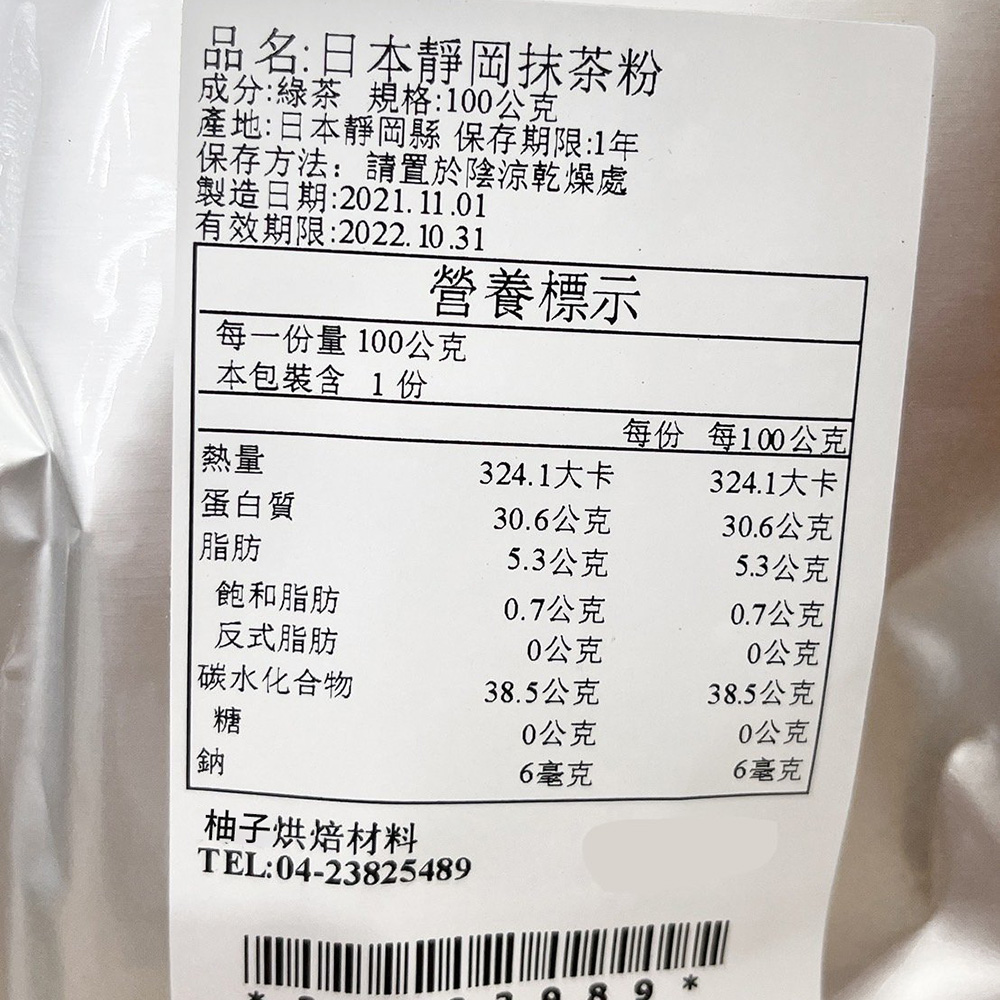 品名:日本靜岡抹茶粉
成分:綠茶 規格:100公克
產地:日本靜岡縣 保存期限:1年
保存方法: 請置於陰涼乾燥處
製造日期:2021.11.01
有效期限:2022.10.31
營養標示
每一份量 100公克
本包裝含 1 份
每份 每100公克
熱量 324.1大卡 324.1大卡
蛋白質 30.6公克 30.6公克
脂肪 5.3公克 5.3公克
飽和脂肪 0.7公克 0.7公克
反式脂肪 0公克 0公克
碳水化合物 38.5公克 38.5公克
糖 0公克 0公克
鈉 6毫克 6毫克
柚子烘焙材料
TEL:04-23825489